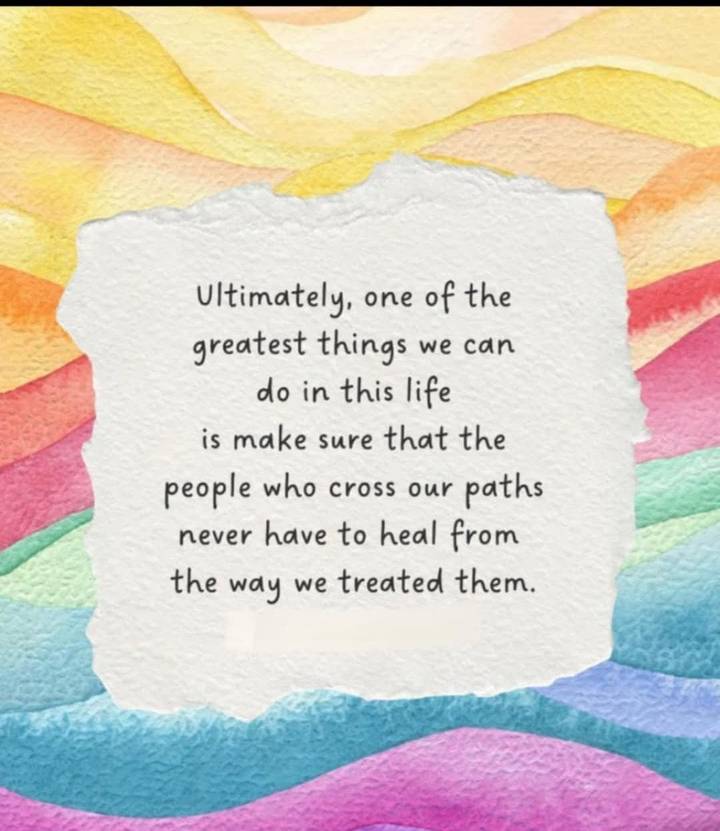 Ultimately, one of the
greatest things we can
do in this life
is make sure that the
people who cross our paths
never have to heal from
the way we treated them.